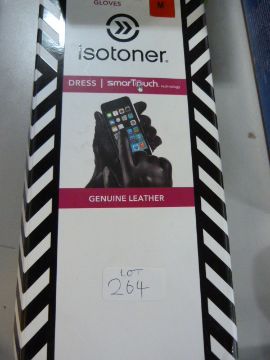 GLOVES
M
isotoner.
DRESS | smarTouch technology
GENUINE LEATHER
LOT
264